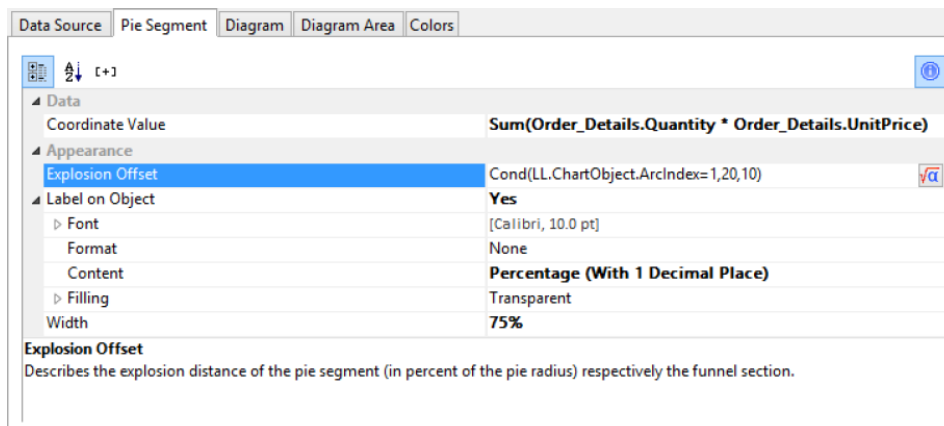 Data Source Pie Segment Diagram Diagram Area Colors
A Z [+]
Data
Coordinate Value Sum(Order_Details.Quantity * Order_Details.UnitPrice)
Appearance
Explosion Offset Cond(LL.ChartObject.ArcIndex=1,20,10) √α
Label on Object Yes
Font [Calibri, 10.0 pt]
Format None
Content Percentage (With 1 Decimal Place)
Filling Transparent
Width 75%
Explosion Offset
Describes the explosion distance of the pie segment (in percent of the pie radius) respectively the funnel section.